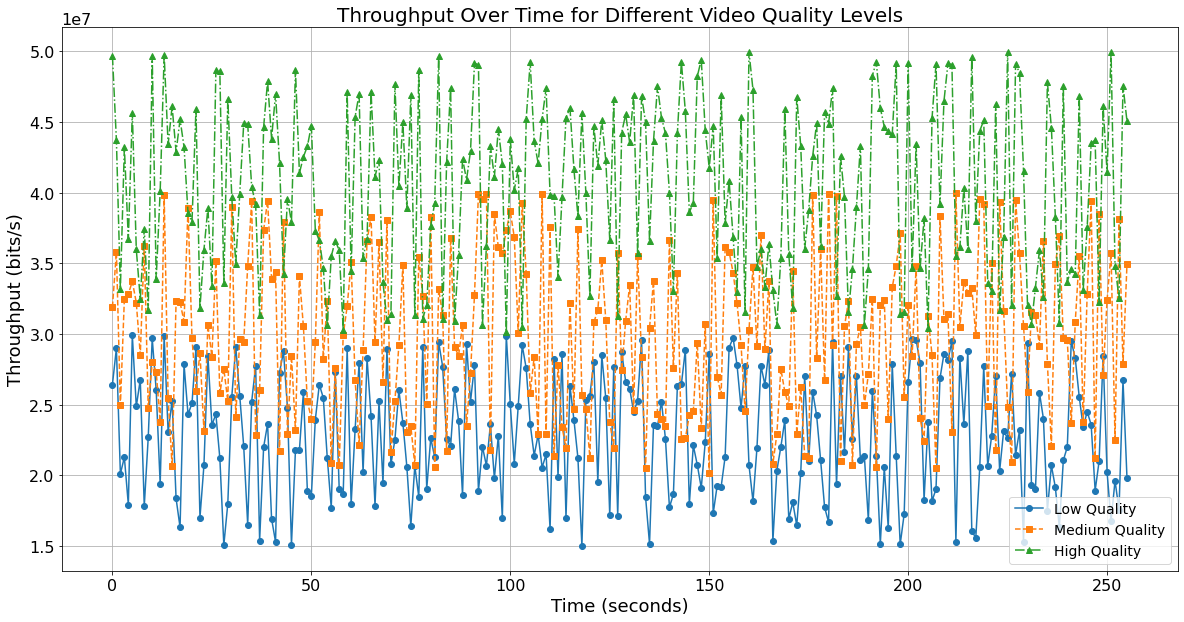 Throughput Over Time for Different Video Quality Levels
1e7
Throughput (bits/s)
5.0
4.5
4.0
3.5
3.0
2.5
2.0
1.5
0 50 100 150 200 250
Time (seconds)
Low Quality
Medium Quality
High Quality